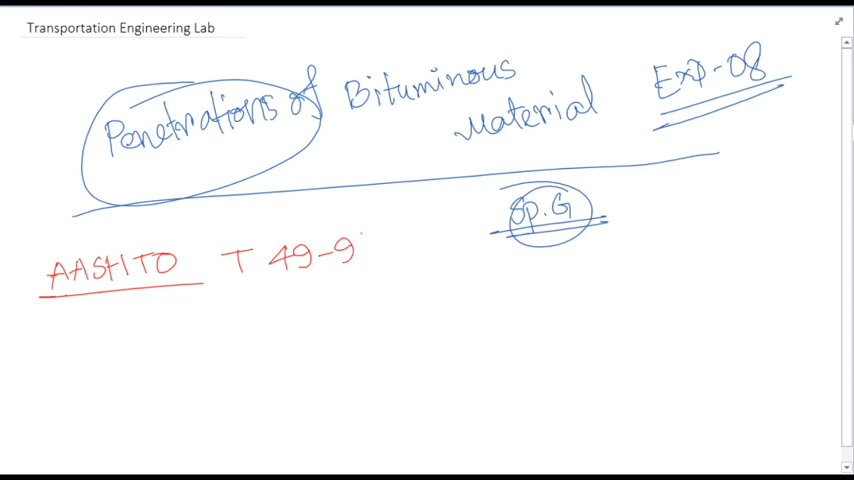 Transportation Engineering Lab
Penetrations of Bituminous Material Exp-08
Sp.G
AASHTO T 49-9